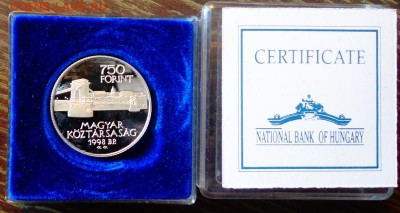 750
FORINT
MAGYAR
KÖZTÁRSASÁG
1998 BP.
CERTIFICATE
NATIONAL BANK OF HUNGARY